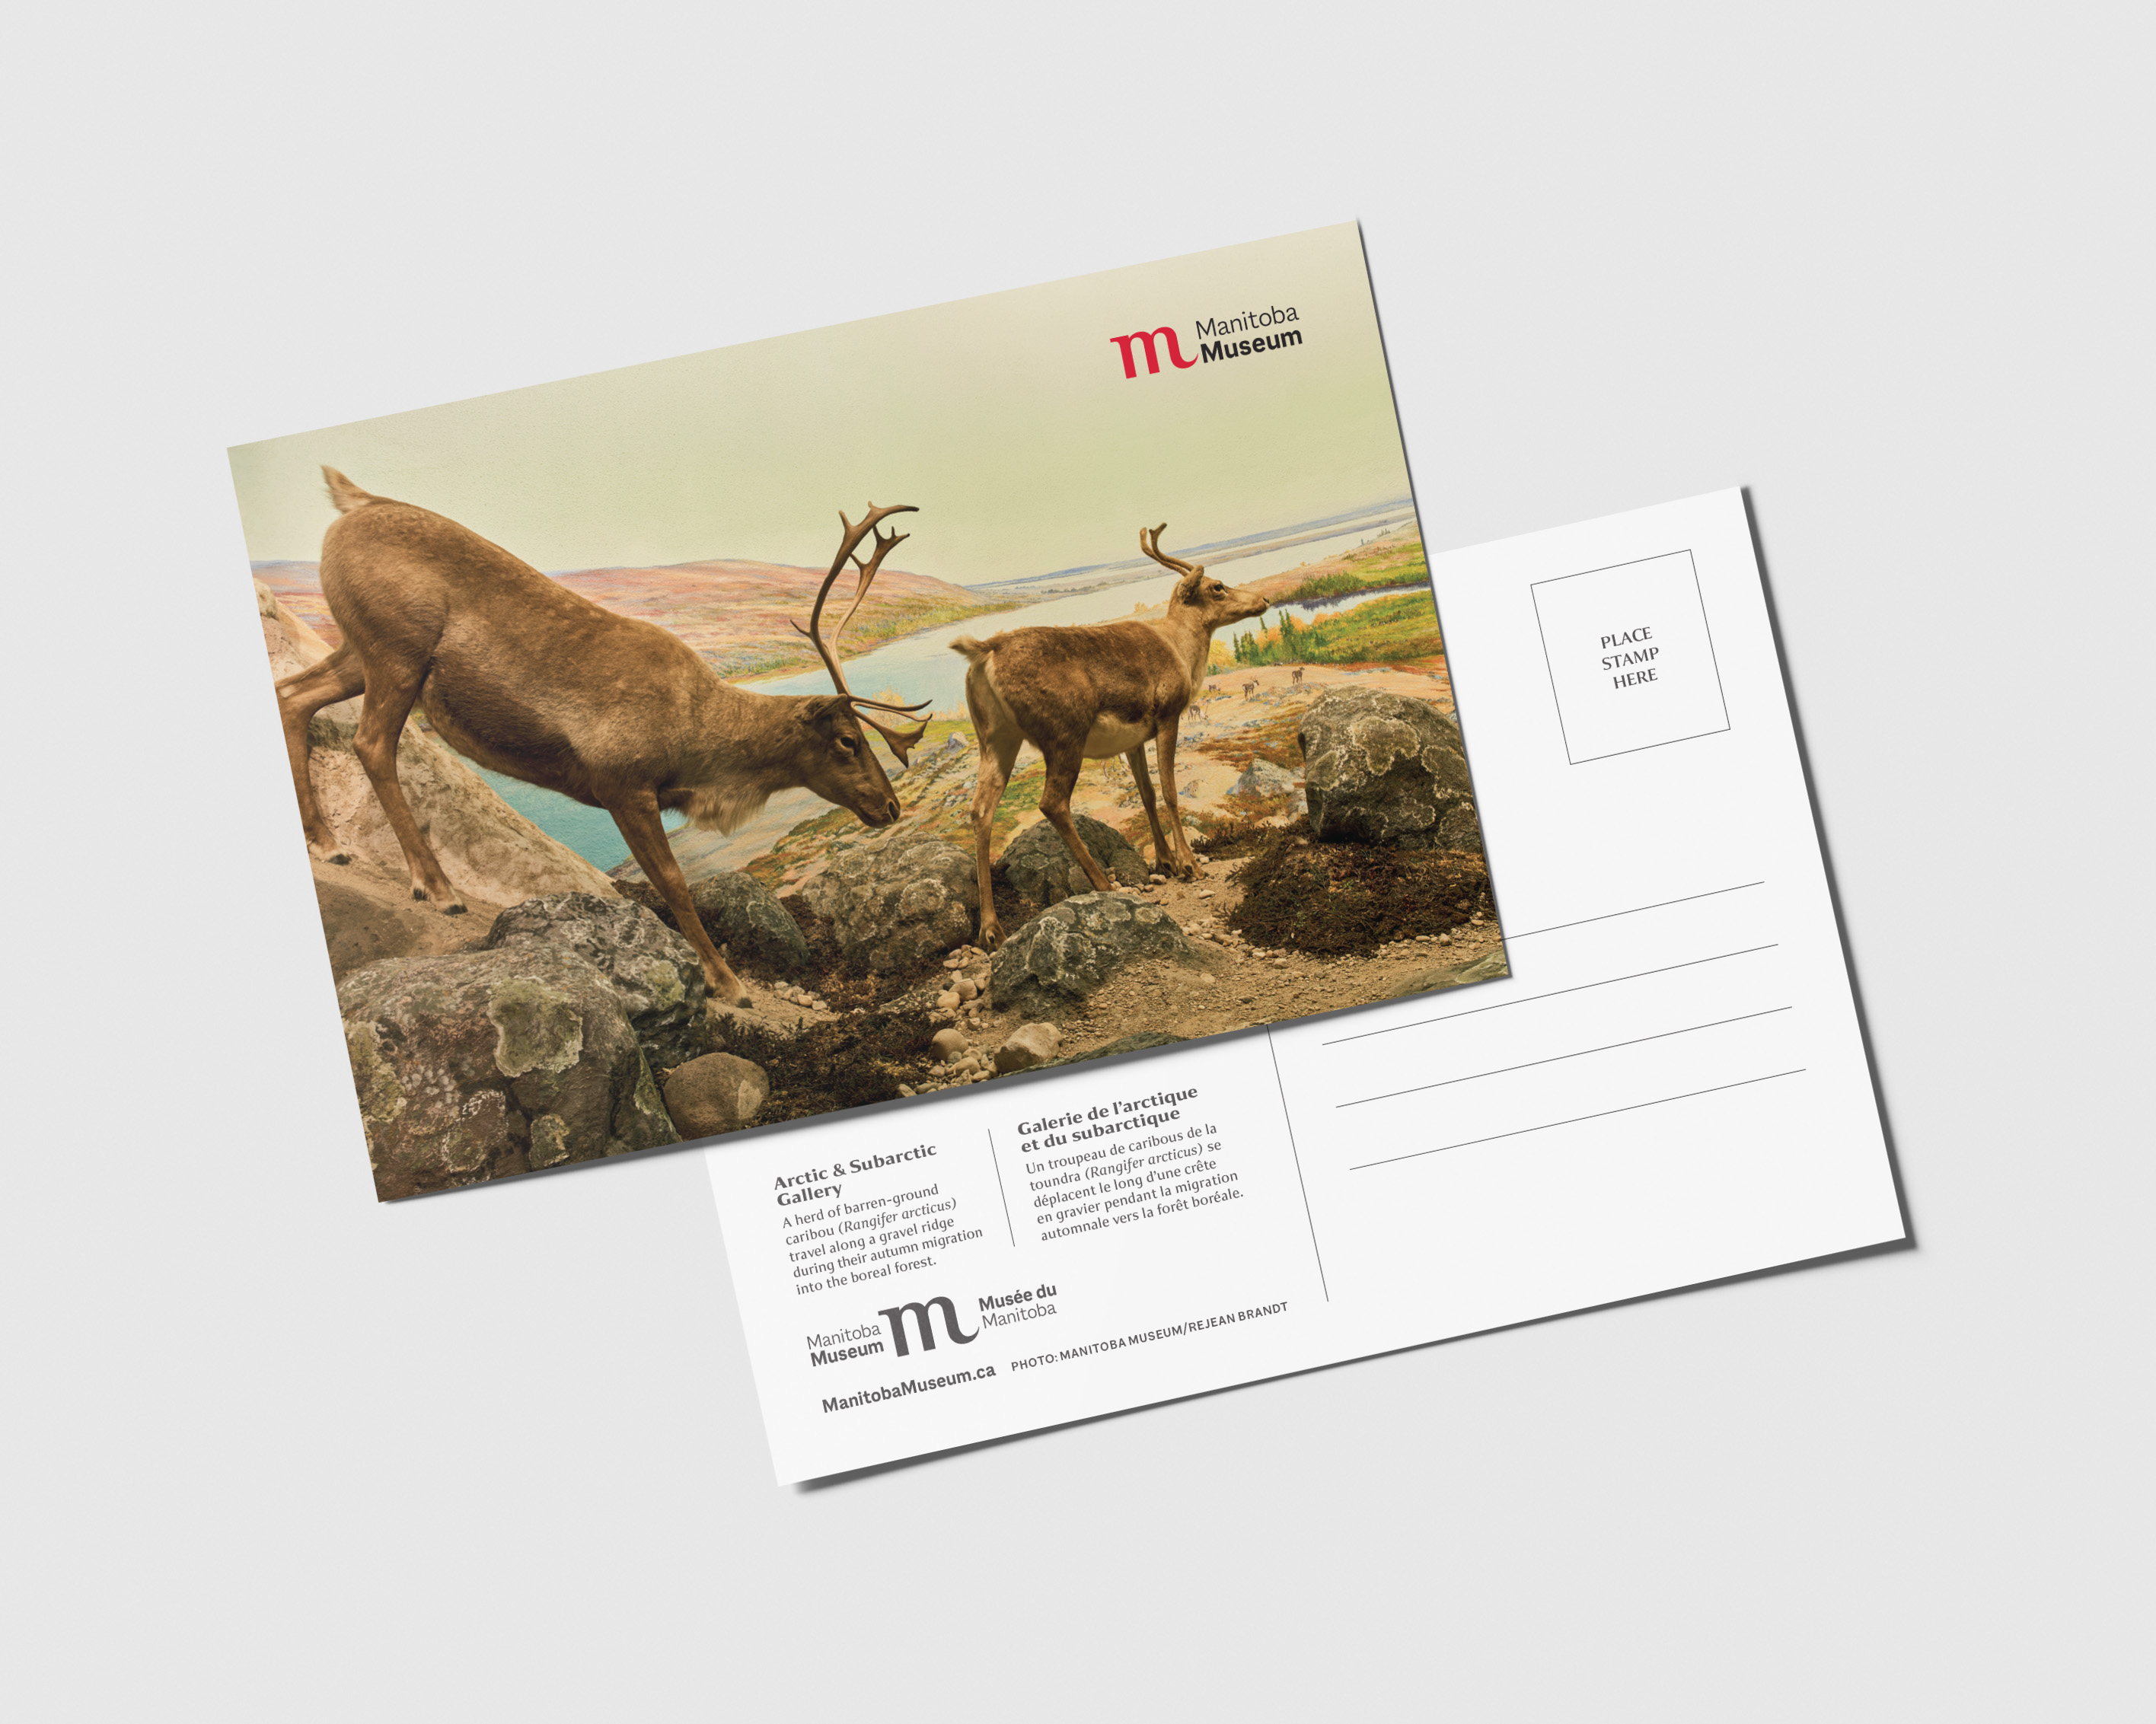 Manitoba
Museum
PLACE
STAMP
HERE
Arctic & Subarctic
Gallery
A herd of barren-ground
caribou (Rangifer arcticus)
travel along a gravel ridge
during their autumn migration
into the boreal forest.
Galerie de l'arctique
et du subarctique
Un troupeau de caribous de la
toundra (Rangifer arcticus) se
déplacent le long d'une crête
en gravier pendant la migration
automnale vers la forêt boréale.
Manitoba
Museum
m
Musée du
Manitoba
ManitobaMuseum.ca
PHOTO: MANITOBA MUSEUM/REJEAN BRANDT